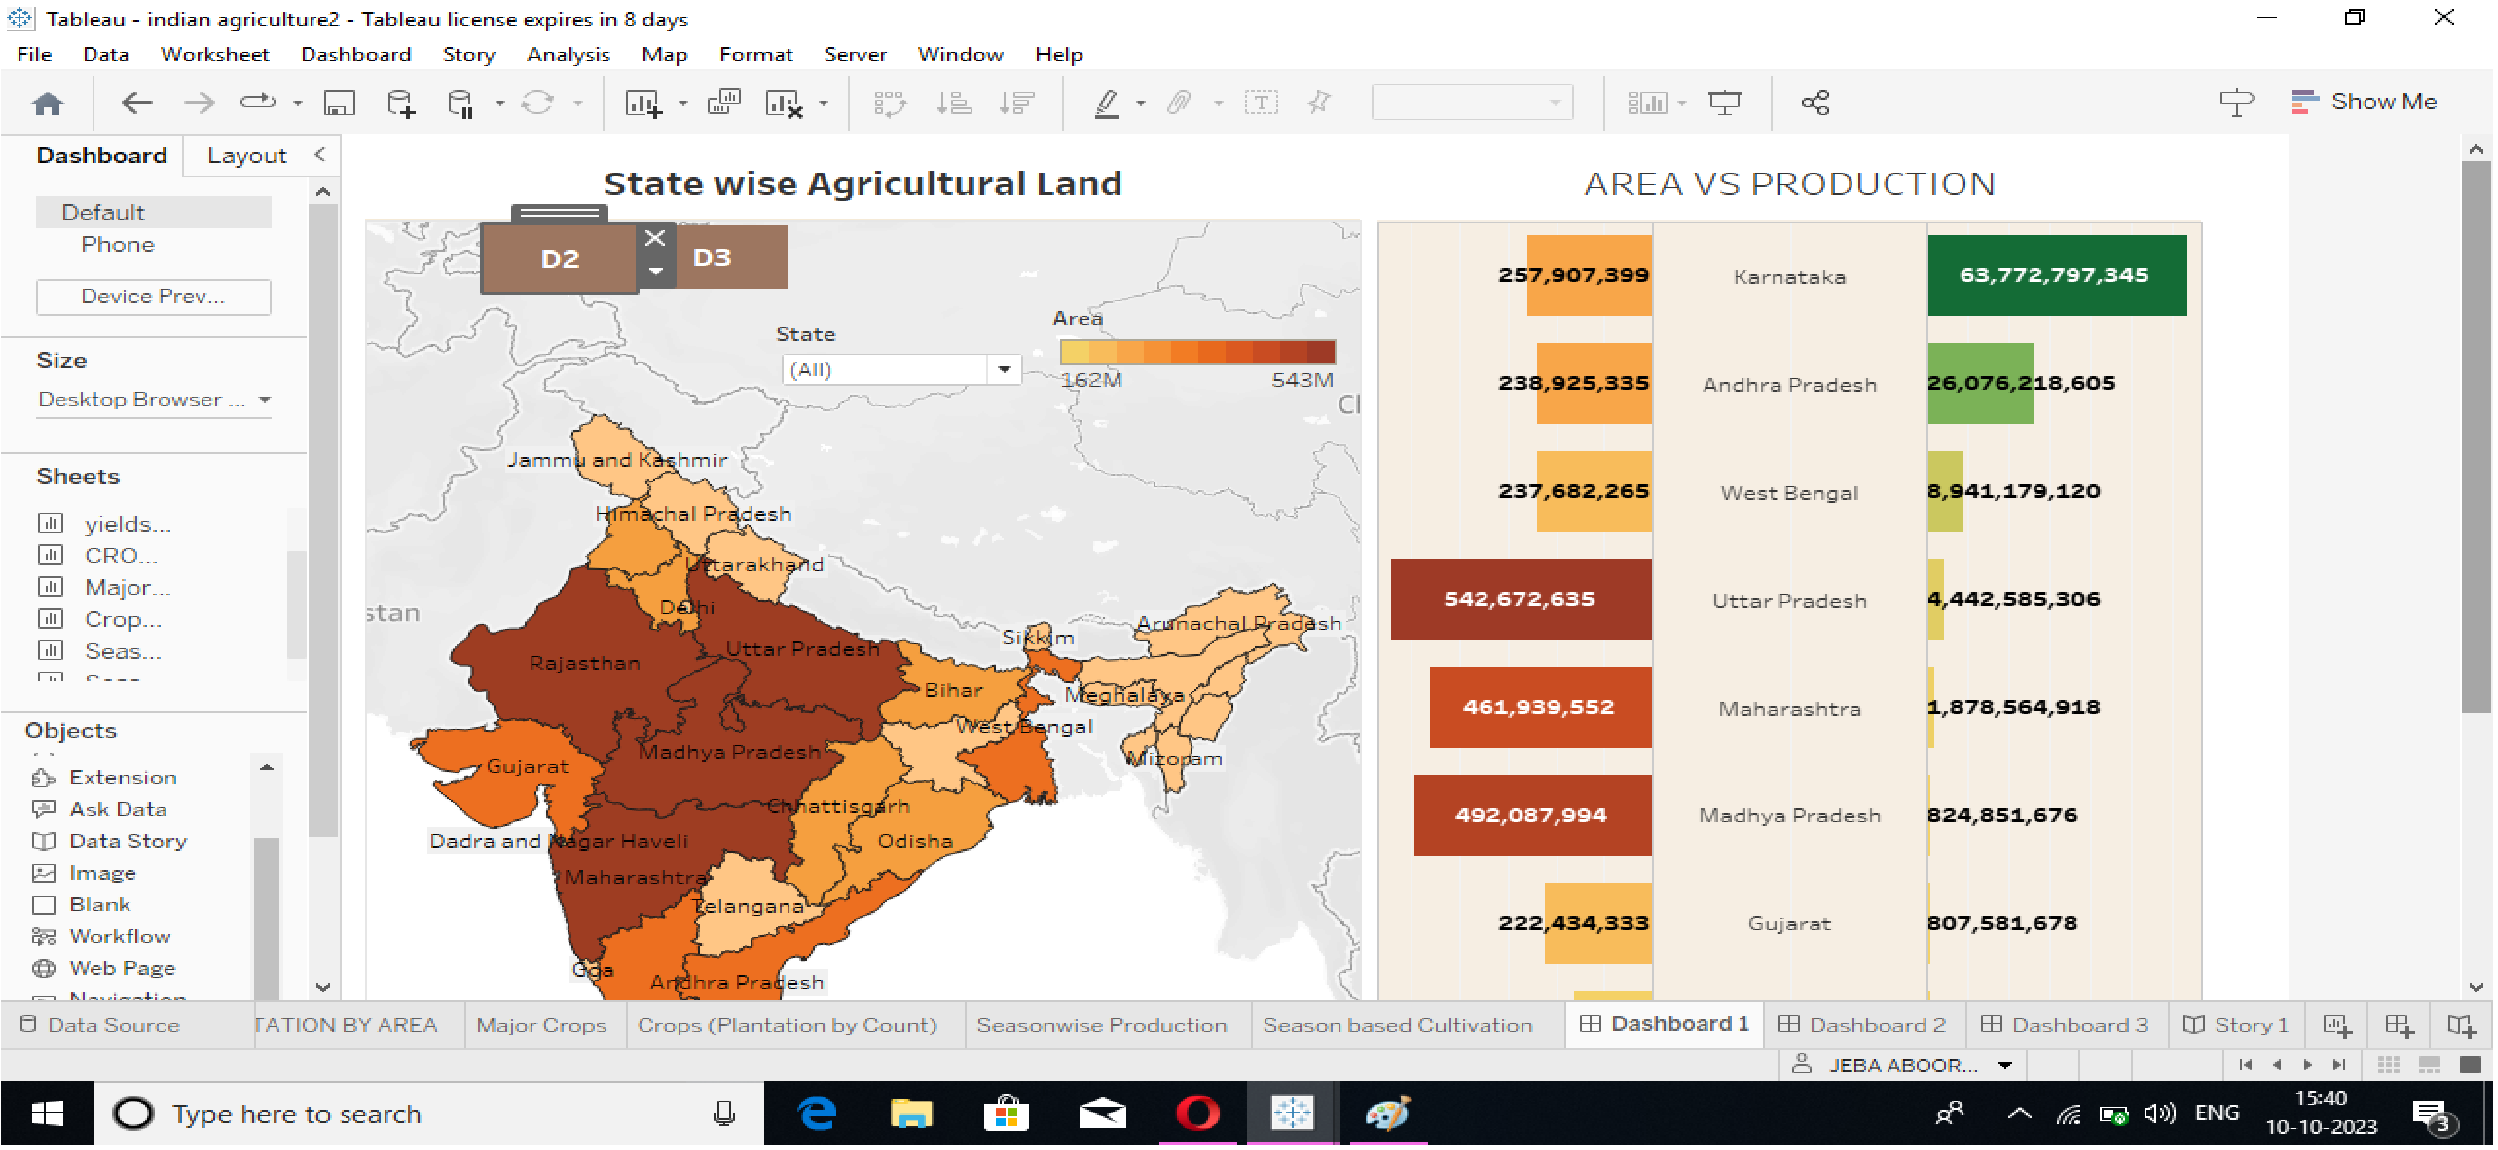 Tableau - indian agriculture2 - Tableau license expires in 8 days
File Data Worksheet Dashboard Story Analysis Map Format Server Window Help
Show Me
Dashboard Layout
Default
Phone
Device Prev...
Size
Desktop Browser ...
Sheets
yields...
CRO...
Major...
Crop...
Seas...
Objects
Extension
Ask Data
Data Story
Image
Blank
Workflow
Web Page
Navigation
State wise Agricultural Land
D2 D3
State
(All)
Area
162M 543M
stan
Jammu and Kashmir
Himachal Pradesh
Uttarakhand
Delhi
Rajasthan
Uttar Pradesh
Sikkim
Arunachal Pradesh
Bihar
Meghalaya
West Bengal
Gujarat
Madhya Pradesh
Mizoram
Chhattisgarh
Dadra and Nagar Haveli
Odisha
Maharashtra
Telangana
Goa
Andhra Pradesh
AREA VS PRODUCTION
257,907,399 Karnataka 63,772,797,345
238,925,335 Andhra Pradesh 26,076,218,605
237,682,265 West Bengal 8,941,179,120
542,672,635 Uttar Pradesh 4,442,585,306
461,939,552 Maharashtra 1,878,564,918
492,087,994 Madhya Pradesh 824,851,676
222,434,333 Gujarat 807,581,678
Data Source TATION BY AREA Major Crops Crops (Plantation by Count) Seasonwise Production Season based Cultivation Dashboard 1 Dashboard 2 Dashboard 3 Story 1
JEBA ABOOR...
Type here to search
ENG
15:40
10-10-2023
3